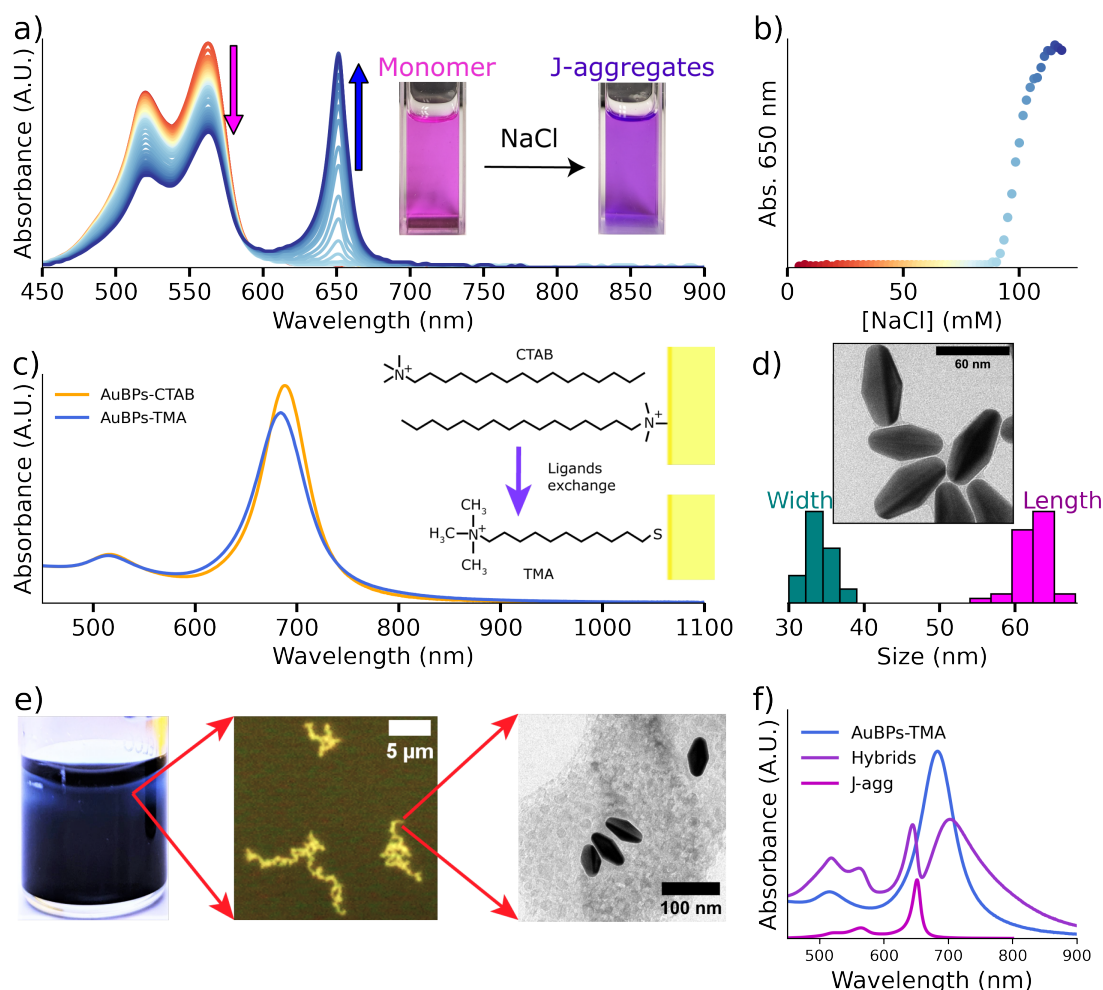 a)
Absorbance (A.U.)
Monomer
J-aggregates
NaCl
450 500 550 600 650 700 750 800 850 900
Wavelength (nm)
b)
Abs. 650 nm
0 50 100
[NaCl] (mM)
c)
Absorbance (A.U.)
AuBPs-CTAB
AuBPs-TMA
CTAB
N+
N+
Ligands
exchange
CH3
H3C N+ S
CH3
TMA
500 600 700 800 900 1000 1100
Wavelength (nm)
d)
60 nm
Width
Length
30 40 50 60
Size (nm)
e)
5 µm
100 nm
f)
Absorbance (A.U.)
AuBPs-TMA
Hybrids
J-agg
500 600 700 800 900
Wavelength (nm)